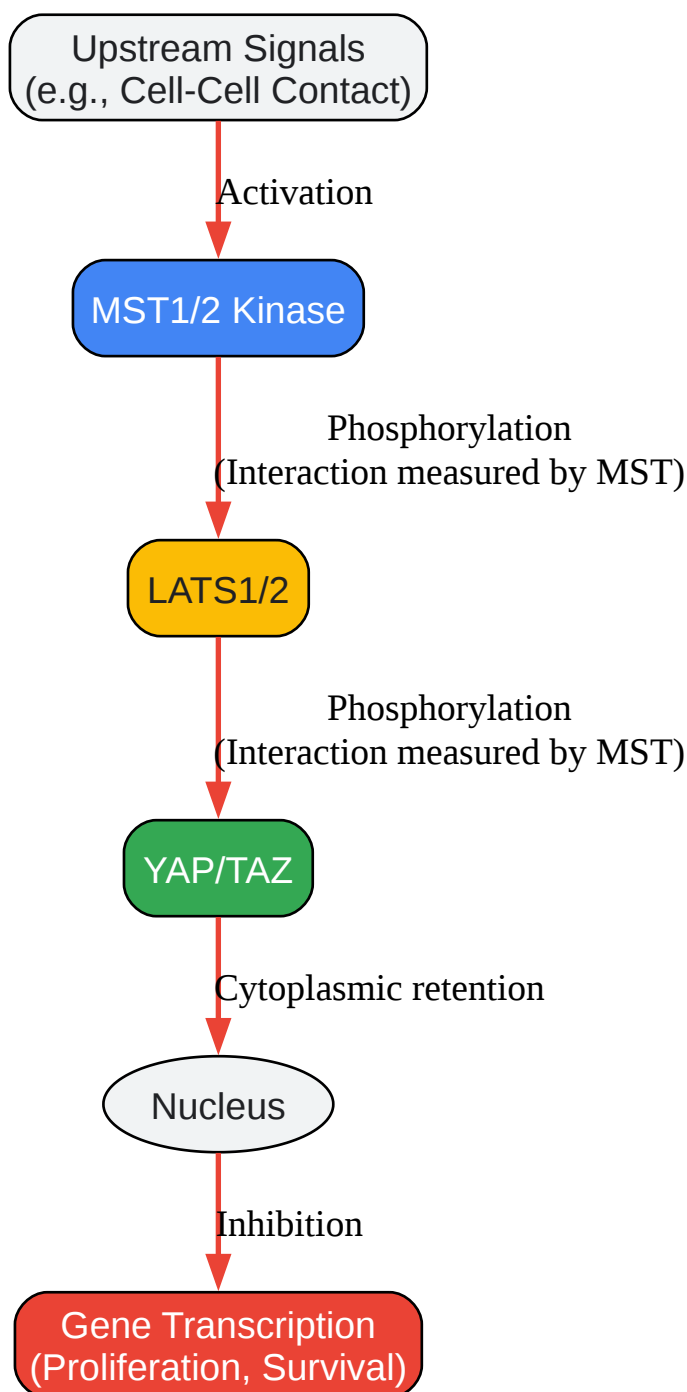 Upstream Signals
(e.g., Cell-Cell Contact)
Activation
MST1/2 Kinase
Phosphorylation
(Interaction measured by MST)
LATS1/2
Phosphorylation
(Interaction measured by MST)
YAP/TAZ
Cytoplasmic retention
Nucleus
Inhibition
Gene Transcription
(Proliferation, Survival)